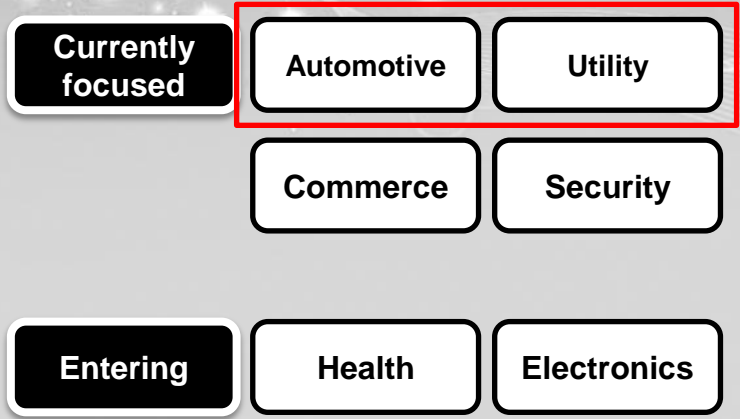 Currently
focused
Automotive
Utility
Commerce
Security
Entering
Health
Electronics